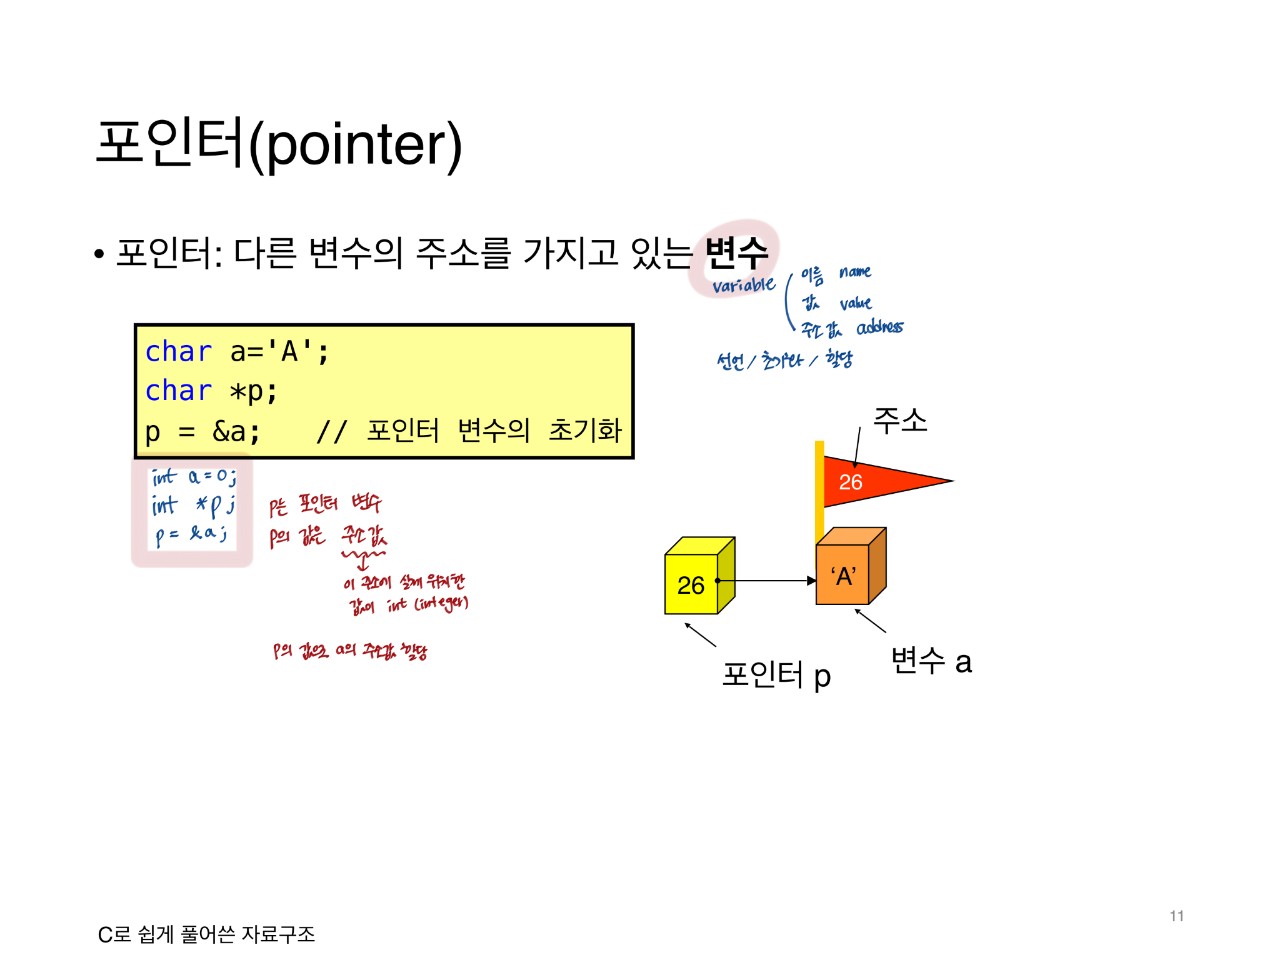 포인터(pointer)
• 포인터: 다른 변수의 주소를 가지고 있는 변수
variable
이름 name
값 value
주소값 address
선언 / 초기화 / 할당
char a='A';
char *p;
p = &a; // 포인터 변수의 초기화
int a=0;
int *p;
p = &a;
p는 포인터 변수
p의 값은 주소값
이 주소에 실제 위치한
값이 int (integer)
p의 값으로 a의 주소값 할당
주소
26
26
‘A’
포인터 p
변수 a
C로 쉽게 풀어쓴 자료구조
11